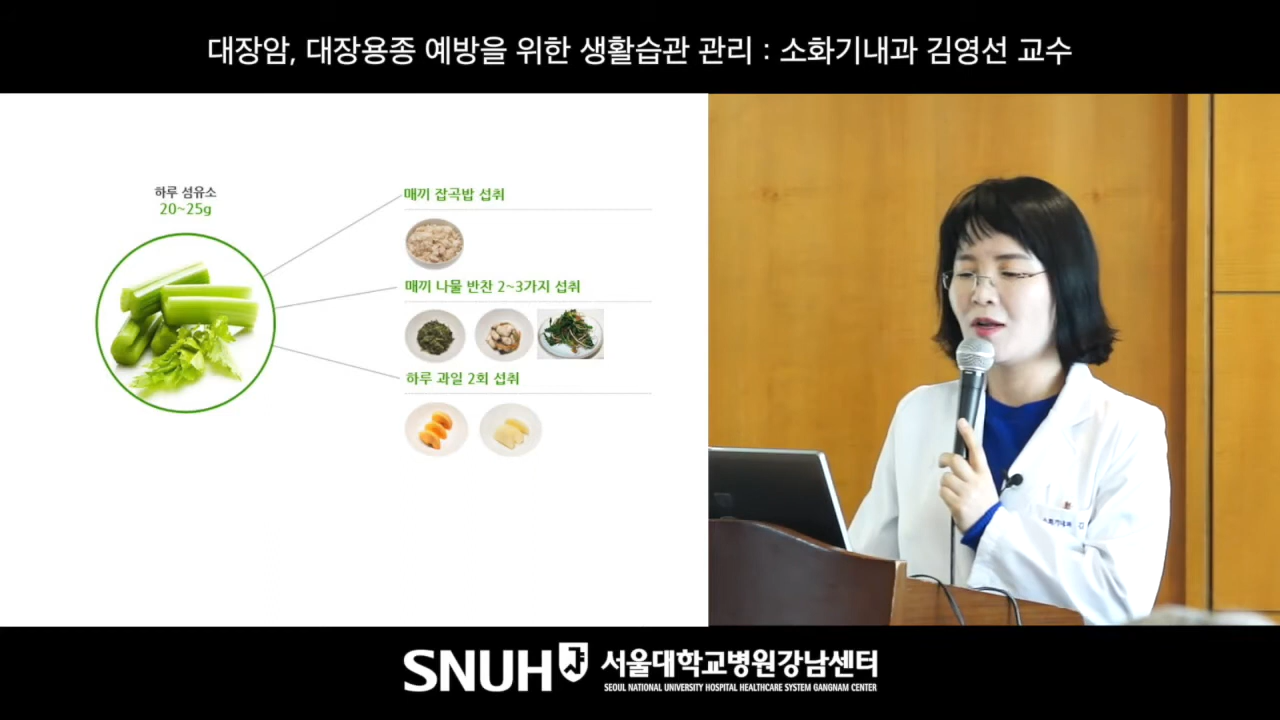 대장암, 대장용종 예방을 위한 생활습관 관리 : 소화기내과 김영선 교수
하루 섬유소
20~25g
매끼 잡곡밥 섭취
매끼 나물 반찬 2~3가지 섭취
하루 과일 2회 섭취
SNUH 서울대학교병원강남센터
SEOUL NATIONAL UNIVERSITY HOSPITAL HEALTHCARE SYSTEM GANGNAM CENTER